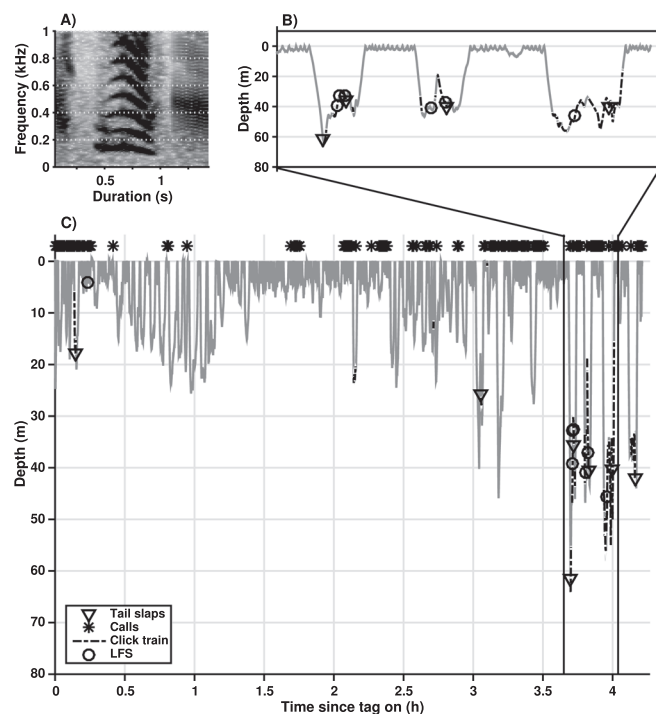 A)
Frequency (kHz)
1
0.8
0.6
0.4
0.2
0
0.5
1
Duration (s)
B)
Depth (m)
0
20
40
60
80
C)
Depth (m)
0
10
20
30
40
50
60
70
80
Tail slaps
Calls
Click train
LFS
0
0.5
1
1.5
2
2.5
3
3.5
4
Time since tag on (h)